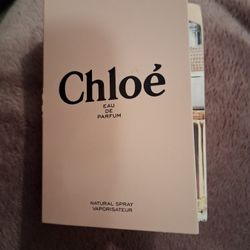 Chloé
EAU
DE
PARFUM
NATURAL SPRAY
VAPORISATEUR